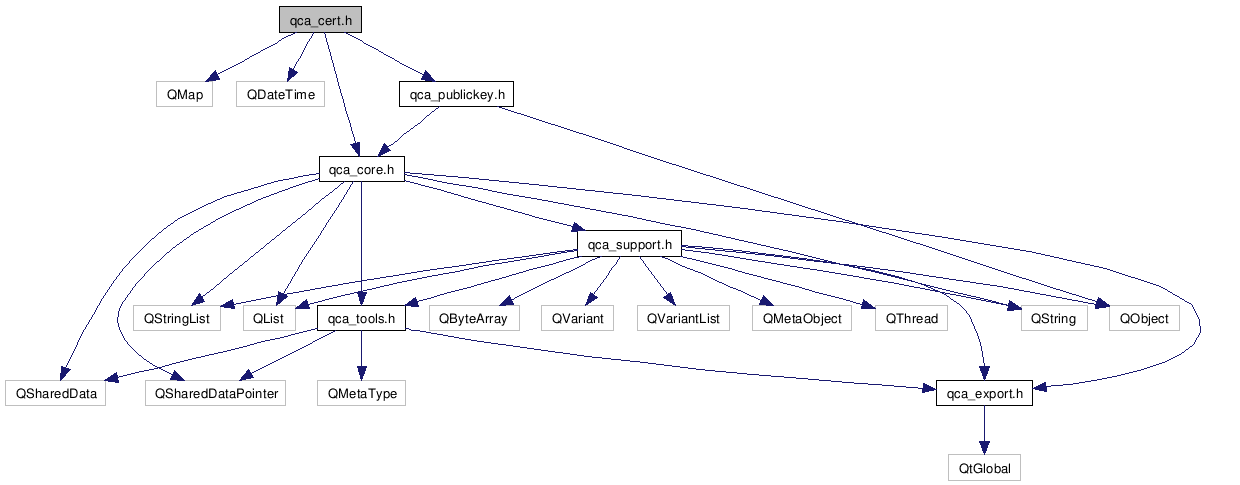 qca_cert.h
QMap
QDateTime
qca_publickey.h
qca_core.h
qca_support.h
QStringList
QList
qca_tools.h
QByteArray
QVariant
QVariantList
QMetaObject
QThread
QString
QObject
QSharedData
QSharedDataPointer
QMetaType
qca_export.h
QtGlobal